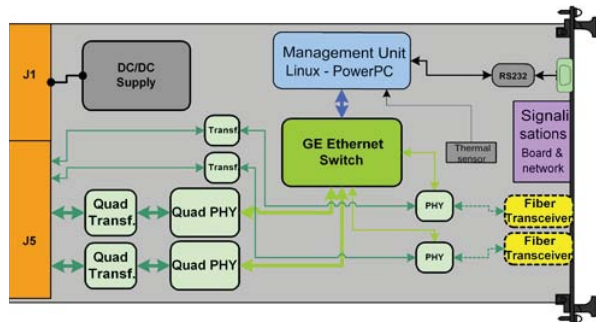 J1
DC/DC
Supply
Management Unit
Linux - PowerPC
RS232
Signali
sations
Board &
network
Thermal
sensor
GE Ethernet
Switch
Transf.
Transf.
J5
Quad
Transf.
Quad PHY
PHY
Fiber
Transceiver
Quad
Transf.
Quad PHY
PHY
Fiber
Transceiver